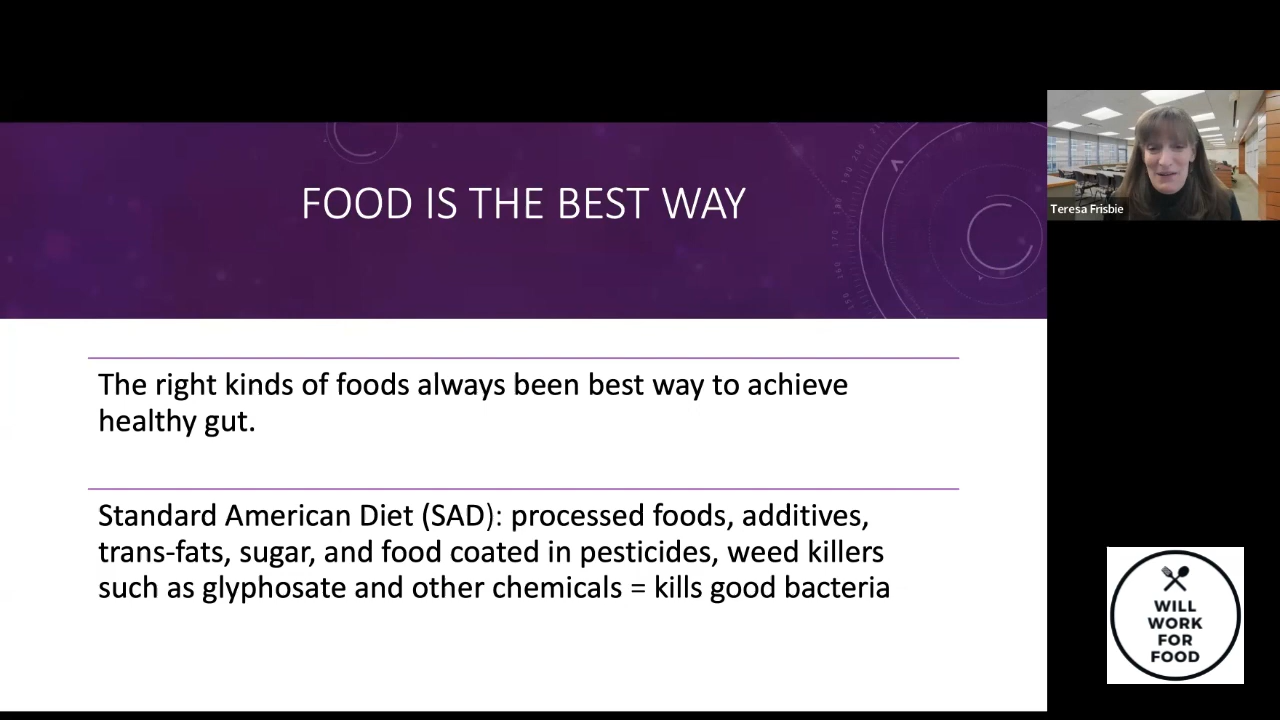 FOOD IS THE BEST WAY
Teresa Frisbie
The right kinds of foods always been best way to achieve
healthy gut.
Standard American Diet (SAD): processed foods, additives,
trans-fats, sugar, and food coated in pesticides, weed killers
such as glyphosate and other chemicals = kills good bacteria
WILL
WORK
FOR
FOOD